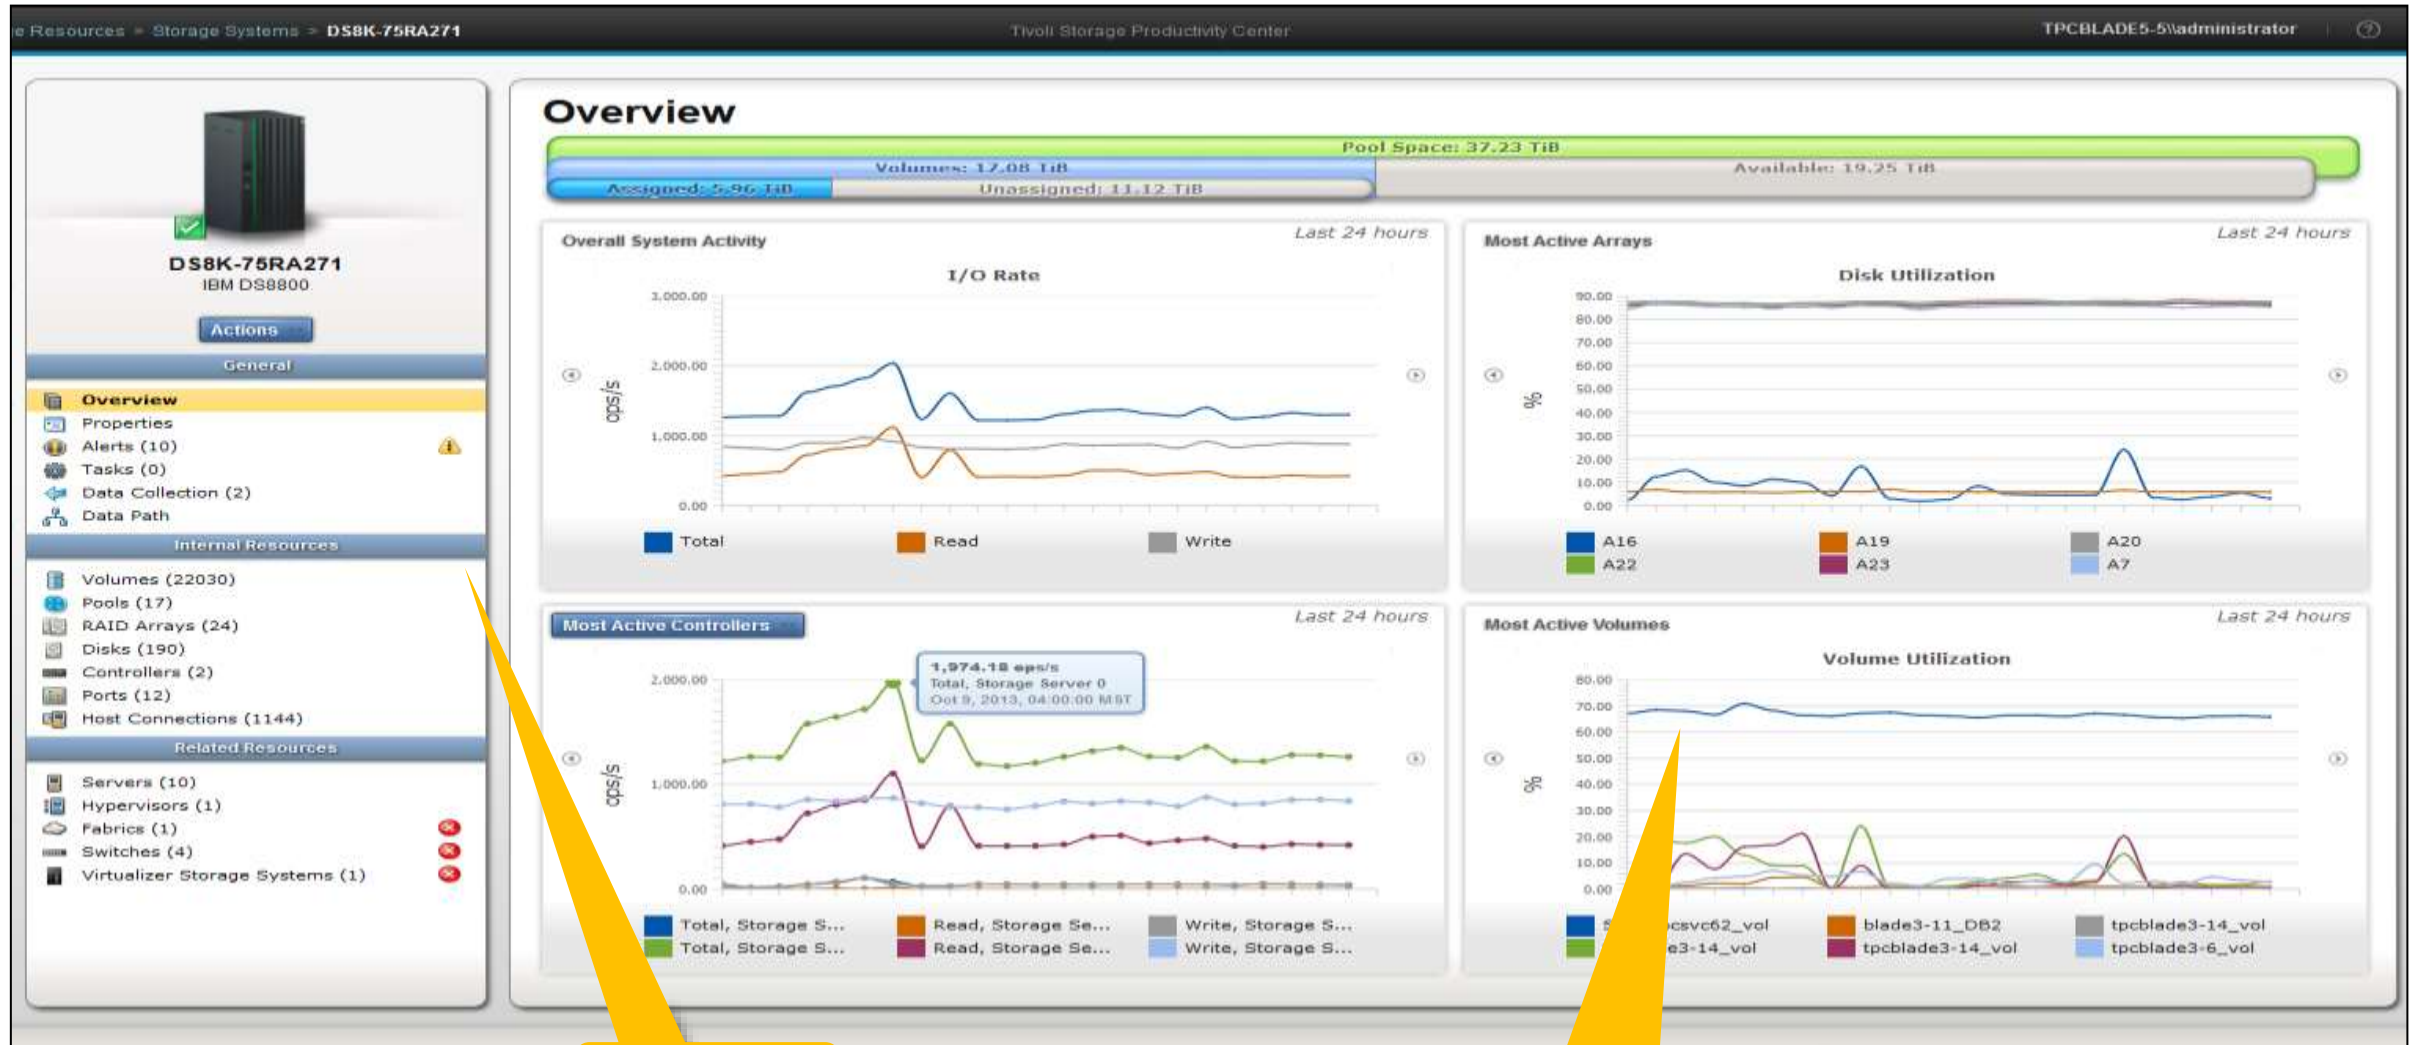 e Resources > Storage Systems > DS8K-75RA271
Tivoli Storage Productivity Center
TPCBLADE5-5\\administrator
DS8K-75RA271
IBM DS8800
Actions
General
Overview
Properties
Alerts (10)
Tasks (0)
Data Collection (2)
Data Path
Internal Resources
Volumes (22030)
Pools (17)
RAID Arrays (24)
Disks (190)
Controllers (2)
Ports (12)
Host Connections (1144)
Related Resources
Servers (10)
Hypervisors (1)
Fabrics (1)
Switches (4)
Virtualizer Storage Systems (1)
Overview
Pool Space: 37.23 TiB
Volumes: 17.08 TiB
Available: 19.25 TiB
Assigned: 5.96 TiB
Unassigned: 11.12 TiB
Overall System Activity
Last 24 hours
I/O Rate
3,000.00
2,000.00
1,000.00
0.00
ops/s
Total
Read
Write
Most Active Arrays
Last 24 hours
Disk Utilization
90.00
80.00
70.00
60.00
50.00
40.00
30.00
20.00
10.00
0.00
%
A16
A19
A20
A22
A23
A7
Most Active Controllers
Last 24 hours
1,974.18 ops/s
Total, Storage Server 0
Oct 9, 2013, 04:00:00 MST
2,000.00
1,000.00
0.00
ops/s
Total, Storage S...
Read, Storage Se...
Write, Storage S...
Total, Storage S...
Read, Storage Se...
Write, Storage S...
Most Active Volumes
Last 24 hours
Volume Utilization
80.00
70.00
60.00
50.00
40.00
30.00
20.00
10.00
0.00
%
csvc62_vol
blade3-11_DB2
tpcblade3-14_vol
e3-14_vol
tpcblade3-14_vol
tpcblade3-6_vol